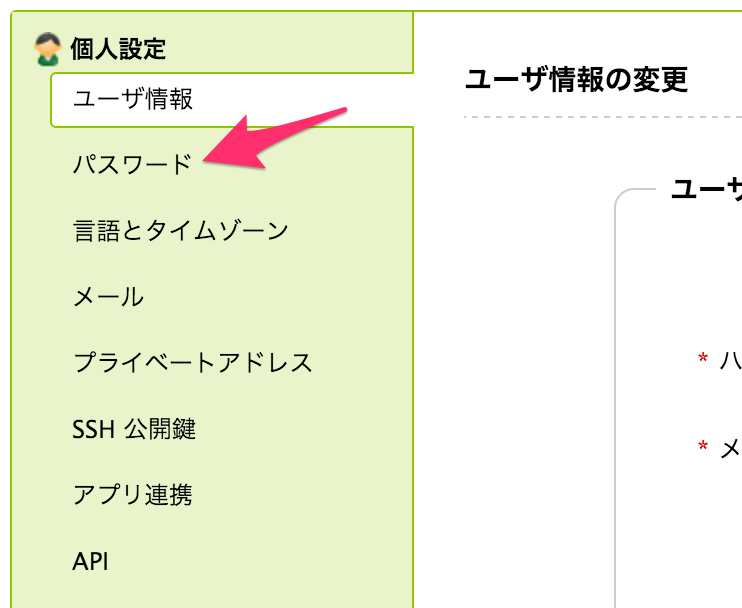 個人設定
ユーザ情報
パスワード
言語とタイムゾーン
メール
プライベートアドレス
SSH 公開鍵
アプリ連携
API
ユーザ情報の変更
ユーザ
* ハ
* メ